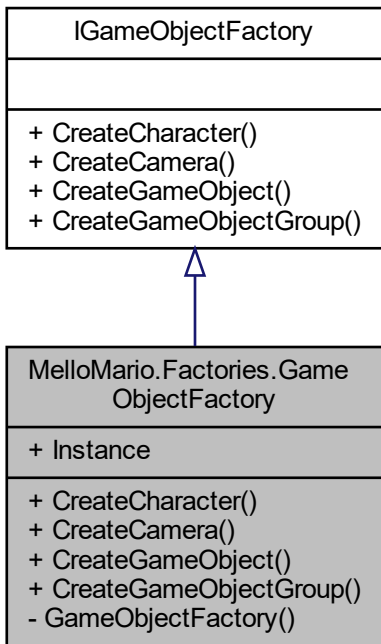 IGameObjectFactory
+ CreateCharacter()
+ CreateCamera()
+ CreateGameObject()
+ CreateGameObjectGroup()
MelloMario.Factories.Game
ObjectFactory
+ Instance
+ CreateCharacter()
+ CreateCamera()
+ CreateGameObject()
+ CreateGameObjectGroup()
- GameObjectFactory()